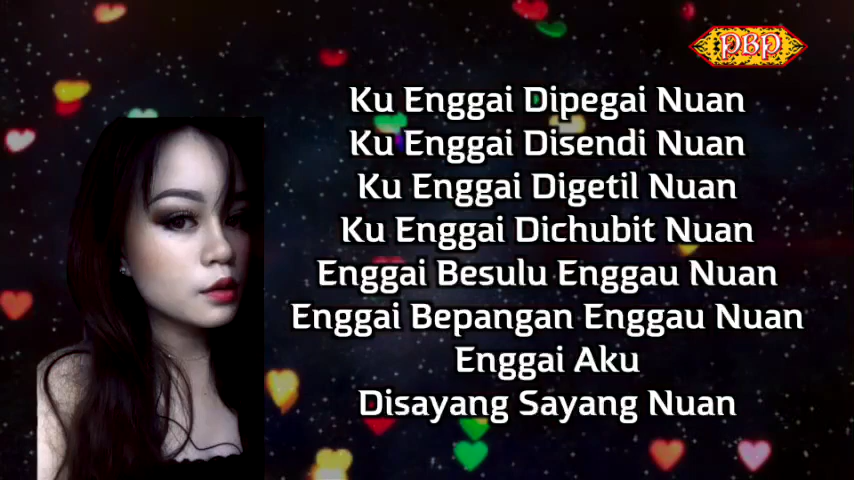 PBP
Ku Enggai Dipegai Nuan
Ku Enggai Disendi Nuan
Ku Enggai Digetil Nuan
Ku Enggai Dichubit Nuan
Enggai Besulu Enggau Nuan
Enggai Bepangan Enggau Nuan
Enggai Aku
Disayang Sayang Nuan